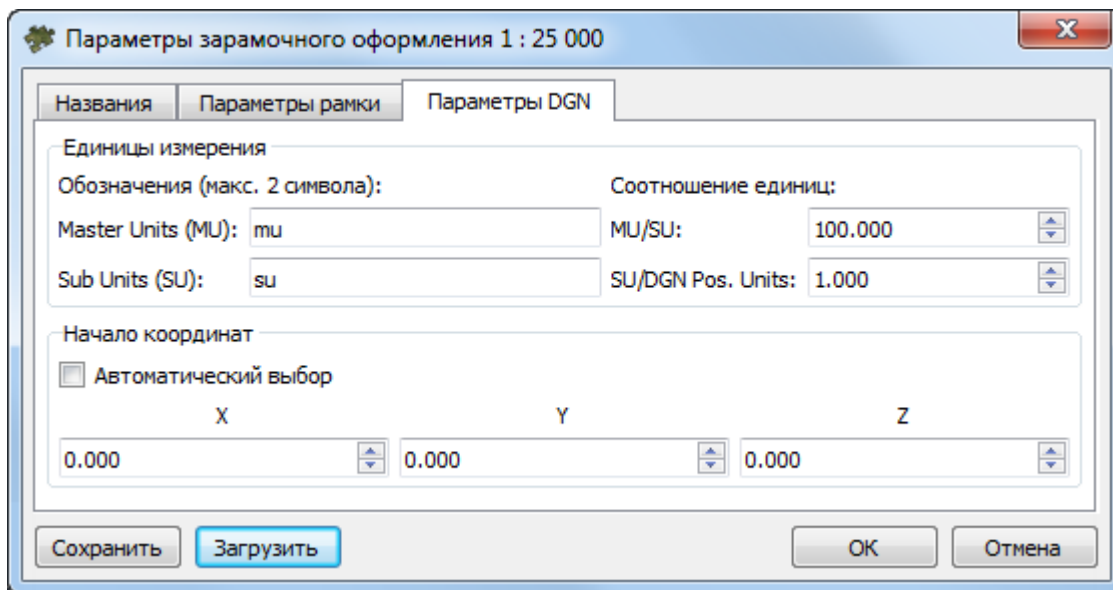 Параметры зарамочного оформления 1 : 25 000
Названия Параметры рамки Параметры DGN
Единицы измерения
Обозначения (макс. 2 символа): Соотношение единиц:
Master Units (MU): mu MU/SU: 100.000
Sub Units (SU): su SU/DGN Pos. Units: 1.000
Начало координат
Автоматический выбор
X Y Z
0.000 0.000 0.000
Сохранить Загрузить OK Отмена